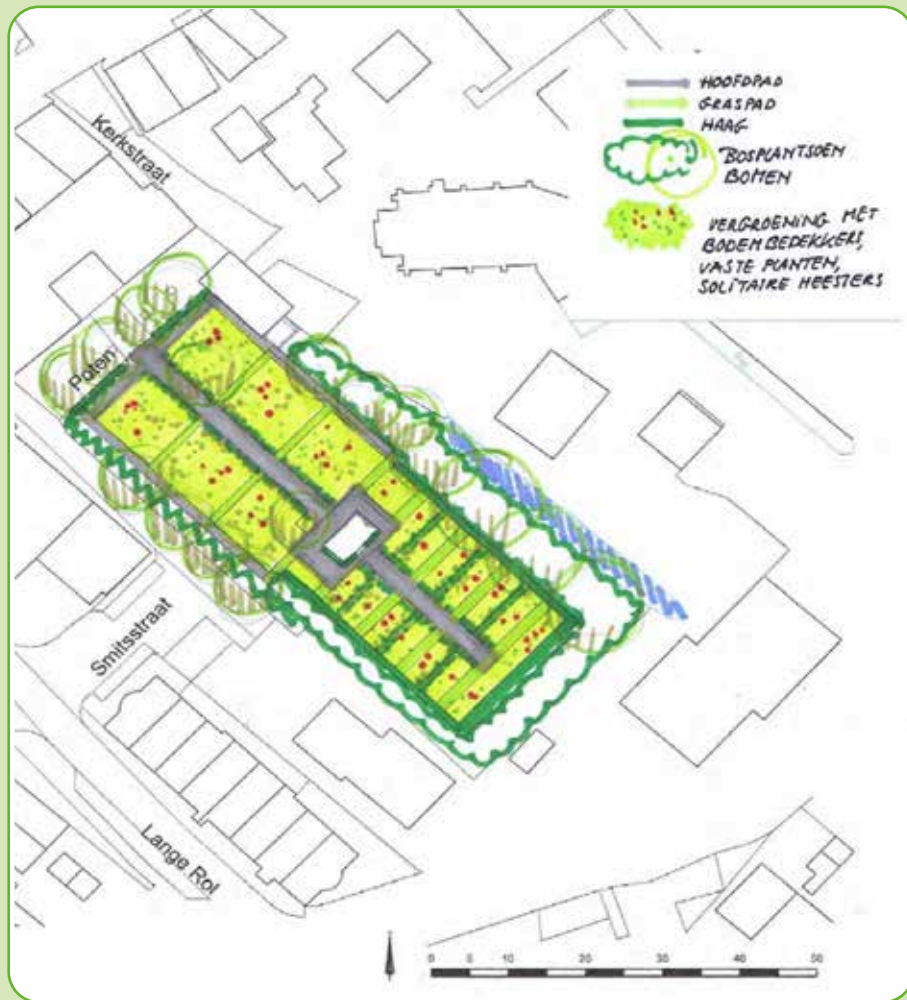 HOOFDPAD
GRASPAD
HAAG
BOSPLANTSOEN
BOMEN
VERGROENING MET
BODEMBEDEKKERS,
VASTE PLANTEN,
SOLITAIRE HEESTERS
Kerkstraat
Poten
Smitsstraat
Lange Rol
0 5 10 20 30 40 50